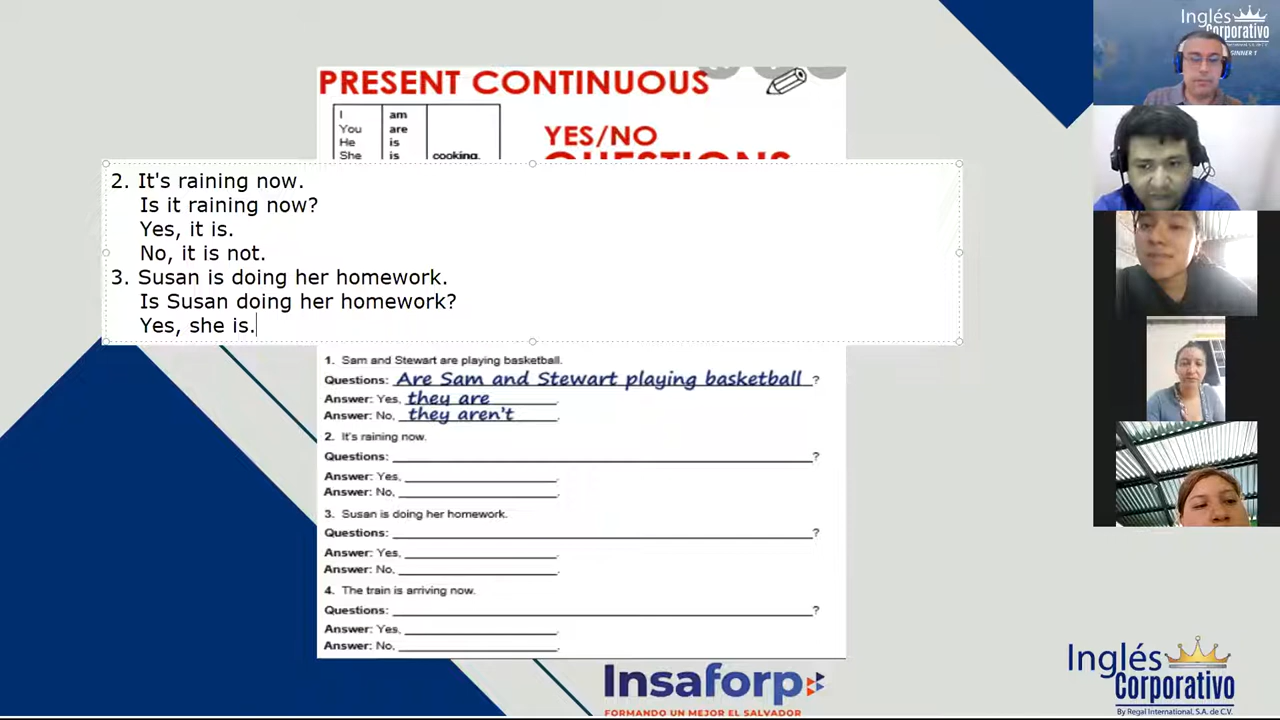 Inglés
Corporativo
SINNER 1
PRESENT CONTINUOUS
I am
You are
He is
She is cooking.
YES/NO
QUESTIONS
2. It's raining now.
Is it raining now?
Yes, it is.
No, it is not.
3. Susan is doing her homework.
Is Susan doing her homework?
Yes, she is.
1. Sam and Stewart are playing basketball.
Questions: Are Sam and Stewart playing basketball ?
Answer: Yes, they are.
Answer: No, they aren't.
2. It's raining now.
Questions: ?
Answer: Yes, .
Answer: No, .
3. Susan is doing her homework.
Questions: ?
Answer: Yes, .
Answer: No, .
4. The train is arriving now.
Questions: ?
Answer: Yes, .
Answer: No, .
Insaforp
FORMANDO UN MEJOR EL SALVADOR
Inglés
Corporativo
By Regal International, S.A. de C.V.